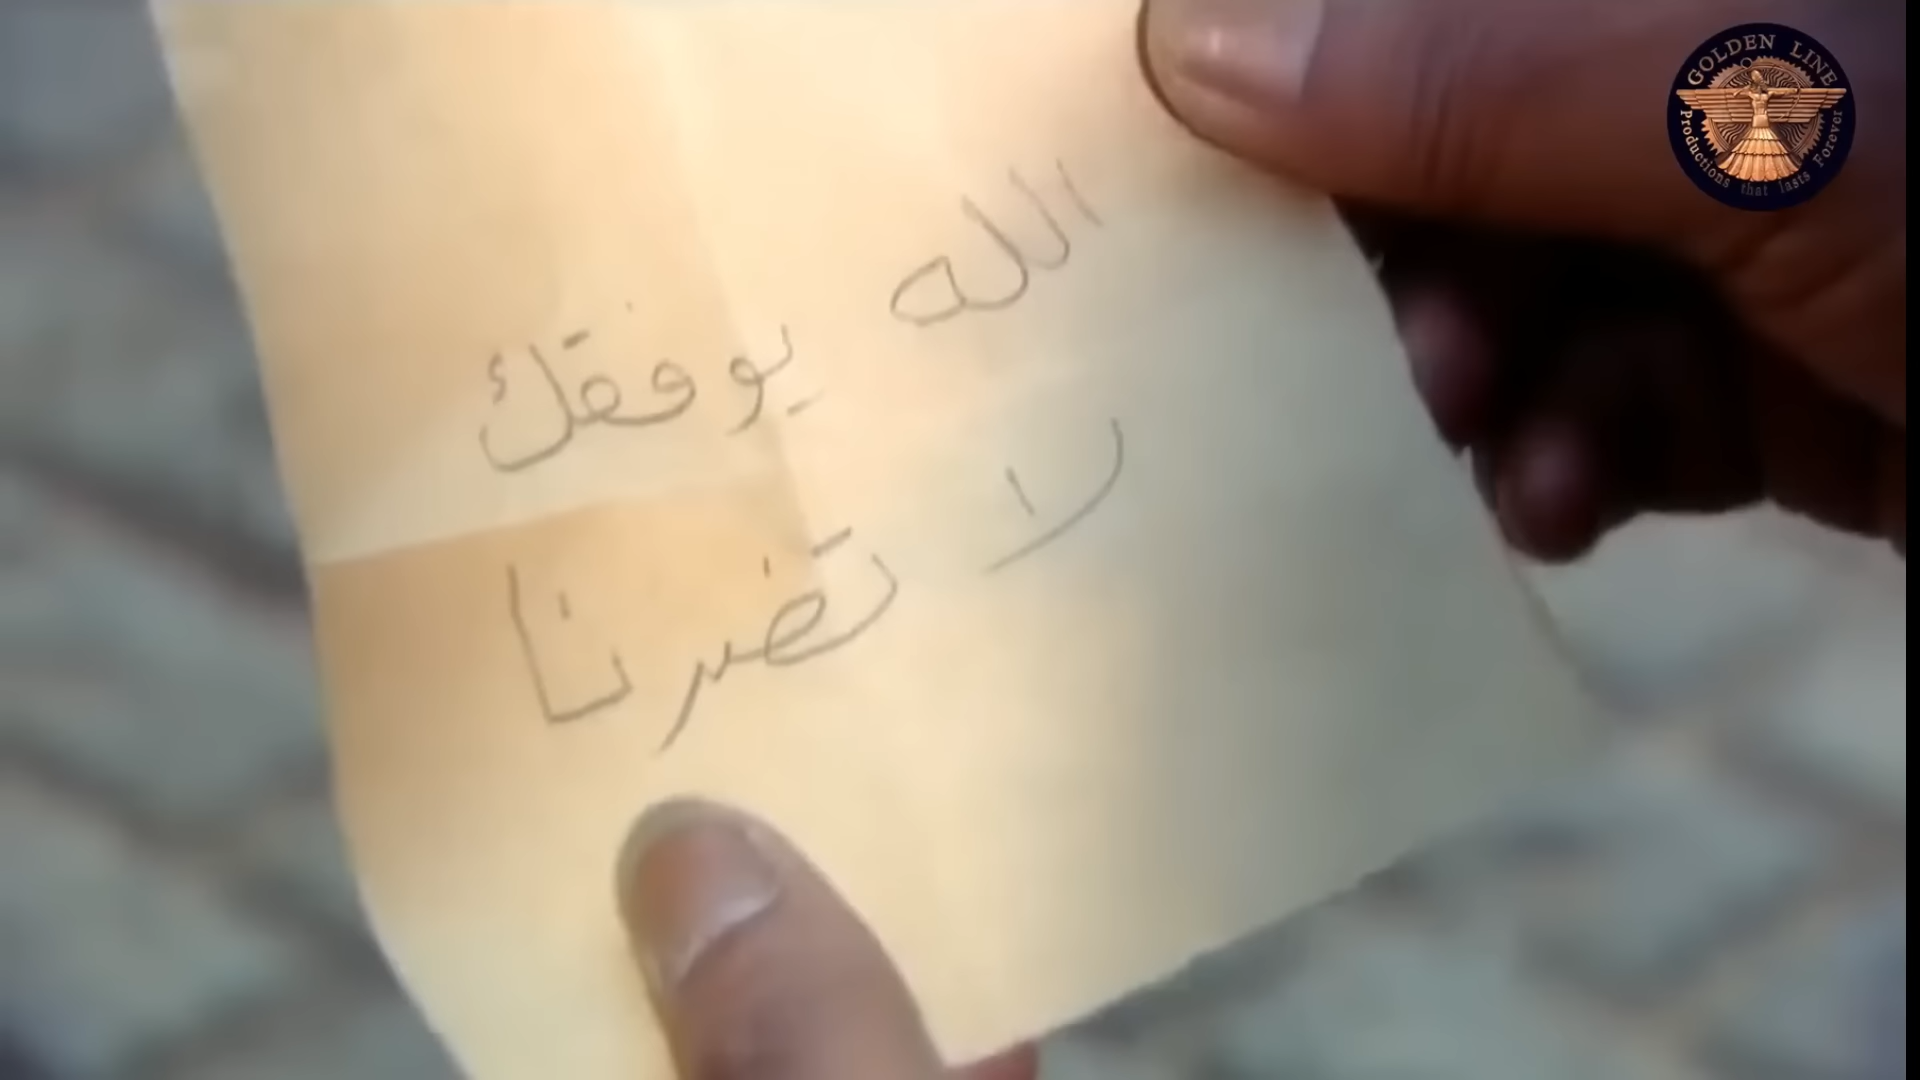 GOLDEN LINE
Productions that lasts Forever
الله يوفقك
لا تضرنا